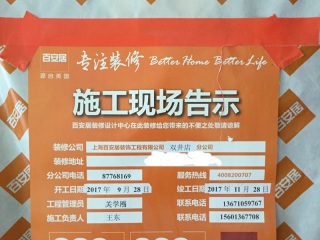 百安居 专注装修 Better Home Better Life
源创美国
施工现场告示
百安居装修设计中心在此装修给您带来的不便之处敬请谅解
装修公司 上海百安居装饰工程有限公司 双井店 分公司
装修地址
分公司电话 87768169 服务热线 4008200707
开工日期 2017 年 9 月 28 日 竣工日期 2017 年 11 月 28 日
工程管理员 关学湘 联系电话 13671059767
施工负责人 王东 联系电话 15601367708